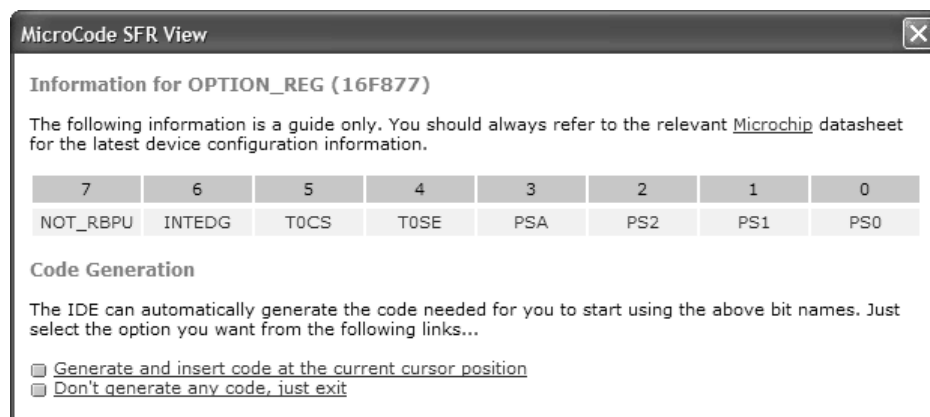 MicroCode SFR View
Information for OPTION_REG (16F877)
The following information is a guide only. You should always refer to the relevant Microchip datasheet
for the latest device configuration information.
7 6 5 4 3 2 1 0
NOT_RBPU INTEDG T0CS T0SE PSA PS2 PS1 PS0
Code Generation
The IDE can automatically generate the code needed for you to start using the above bit names. Just
select the option you want from the following links...
Generate and insert code at the current cursor position
Don't generate any code, just exit